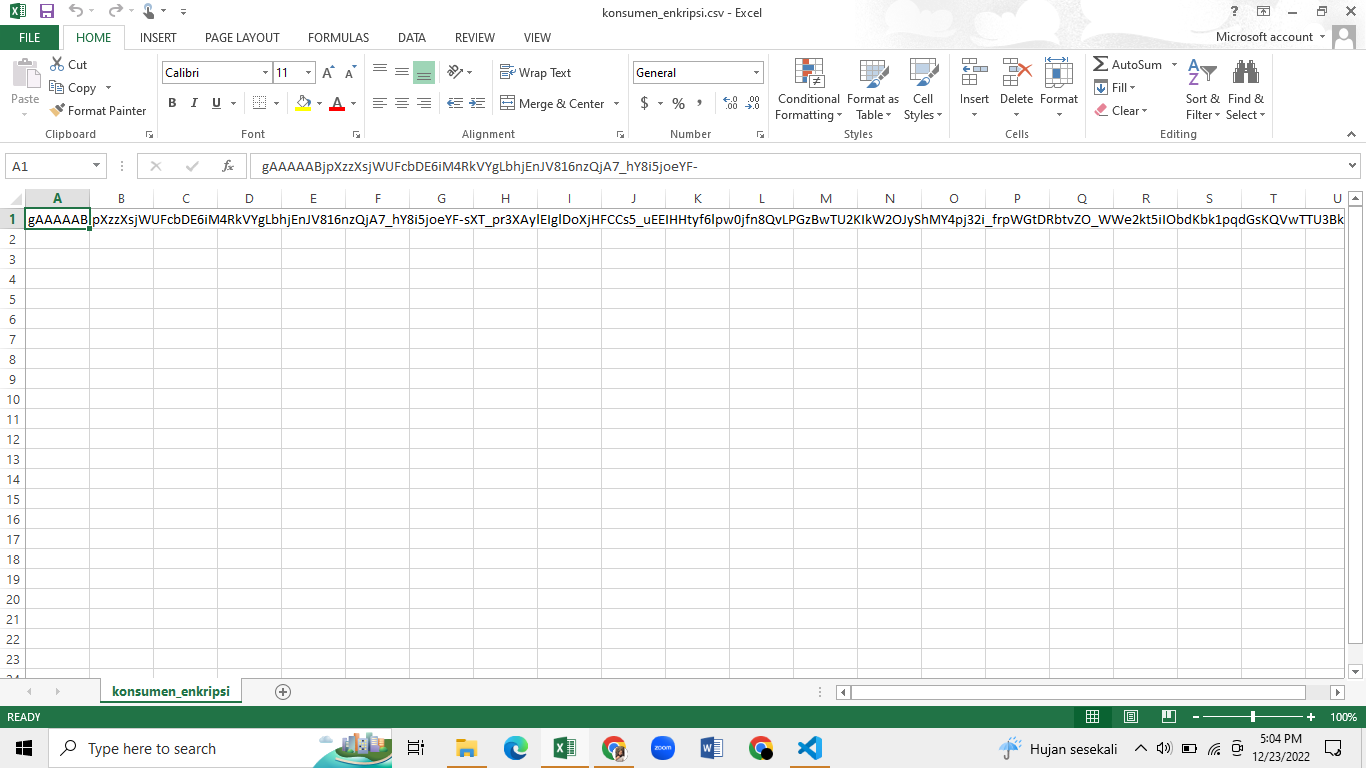 konsumen_enkripsi.csv - Excel
FILE HOME INSERT PAGE LAYOUT FORMULAS DATA REVIEW VIEW Microsoft account
Paste Cut Copy Format Painter
Clipboard
Calibri 11
B I U
Font
Wrap Text
Merge & Center
Alignment
General
$ % ,
Number
Conditional Formatting Format as Table Cell Styles
Styles
Insert Delete Format
Cells
AutoSum Fill Clear
Sort & Filter Find & Select
Editing
A1 fx gAAAAABjpXzzXsjWUFcbDE6iM4RkVYgLbhjEnJV816nzQjA7_hY8i5joeYF-
A B C D E F G H I J K L M N O P Q R S T U
1 gAAAAABjpXzzXsjWUFcbDE6iM4RkVYgLbhjEnJV816nzQjA7_hY8i5joeYF-sXT_pr3XAylEIglDoXjHFCCs5_uEEIHHtyf6Ipw0jfn8QvLPGzBwTU2KIkW2OJyShMY4pj32i_frpWGtDRbtvZO_WWe2kt5iIObdKbk1pqdGsKQVwTTU3Bk
2
3
4
5
6
7
8
9
10
11
12
13
14
15
16
17
18
19
20
21
22
23
konsumen_enkripsi
READY 100%
Type here to search zoom Hujan sesekali 5:04 PM
12/23/2022